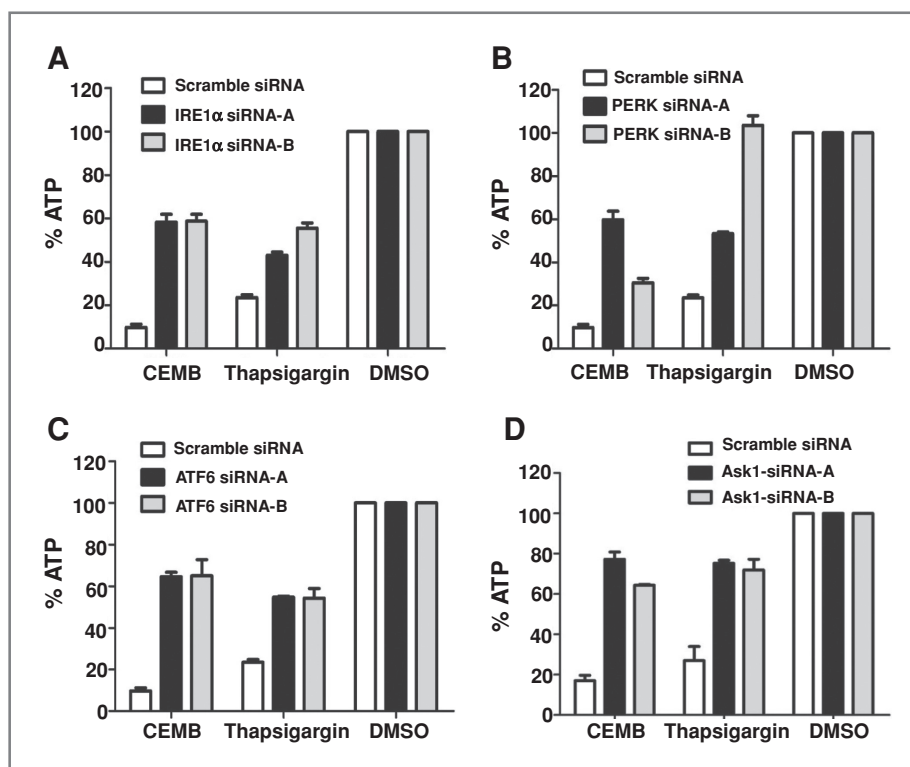 A
Scramble siRNA
IRE1α siRNA-A
IRE1α siRNA-B
% ATP
120
100
80
60
40
20
0
CEMB Thapsigargin DMSO
B
Scramble siRNA
PERK siRNA-A
PERK siRNA-B
% ATP
120
100
80
60
40
20
0
CEMB Thapsigargin DMSO
C
Scramble siRNA
ATF6 siRNA-A
ATF6 siRNA-B
% ATP
120
100
80
60
40
20
0
CEMB Thapsigargin DMSO
D
Scramble siRNA
Ask1-siRNA-A
Ask1-siRNA-B
% ATP
120
100
80
60
40
20
0
CEMB Thapsigargin DMSO